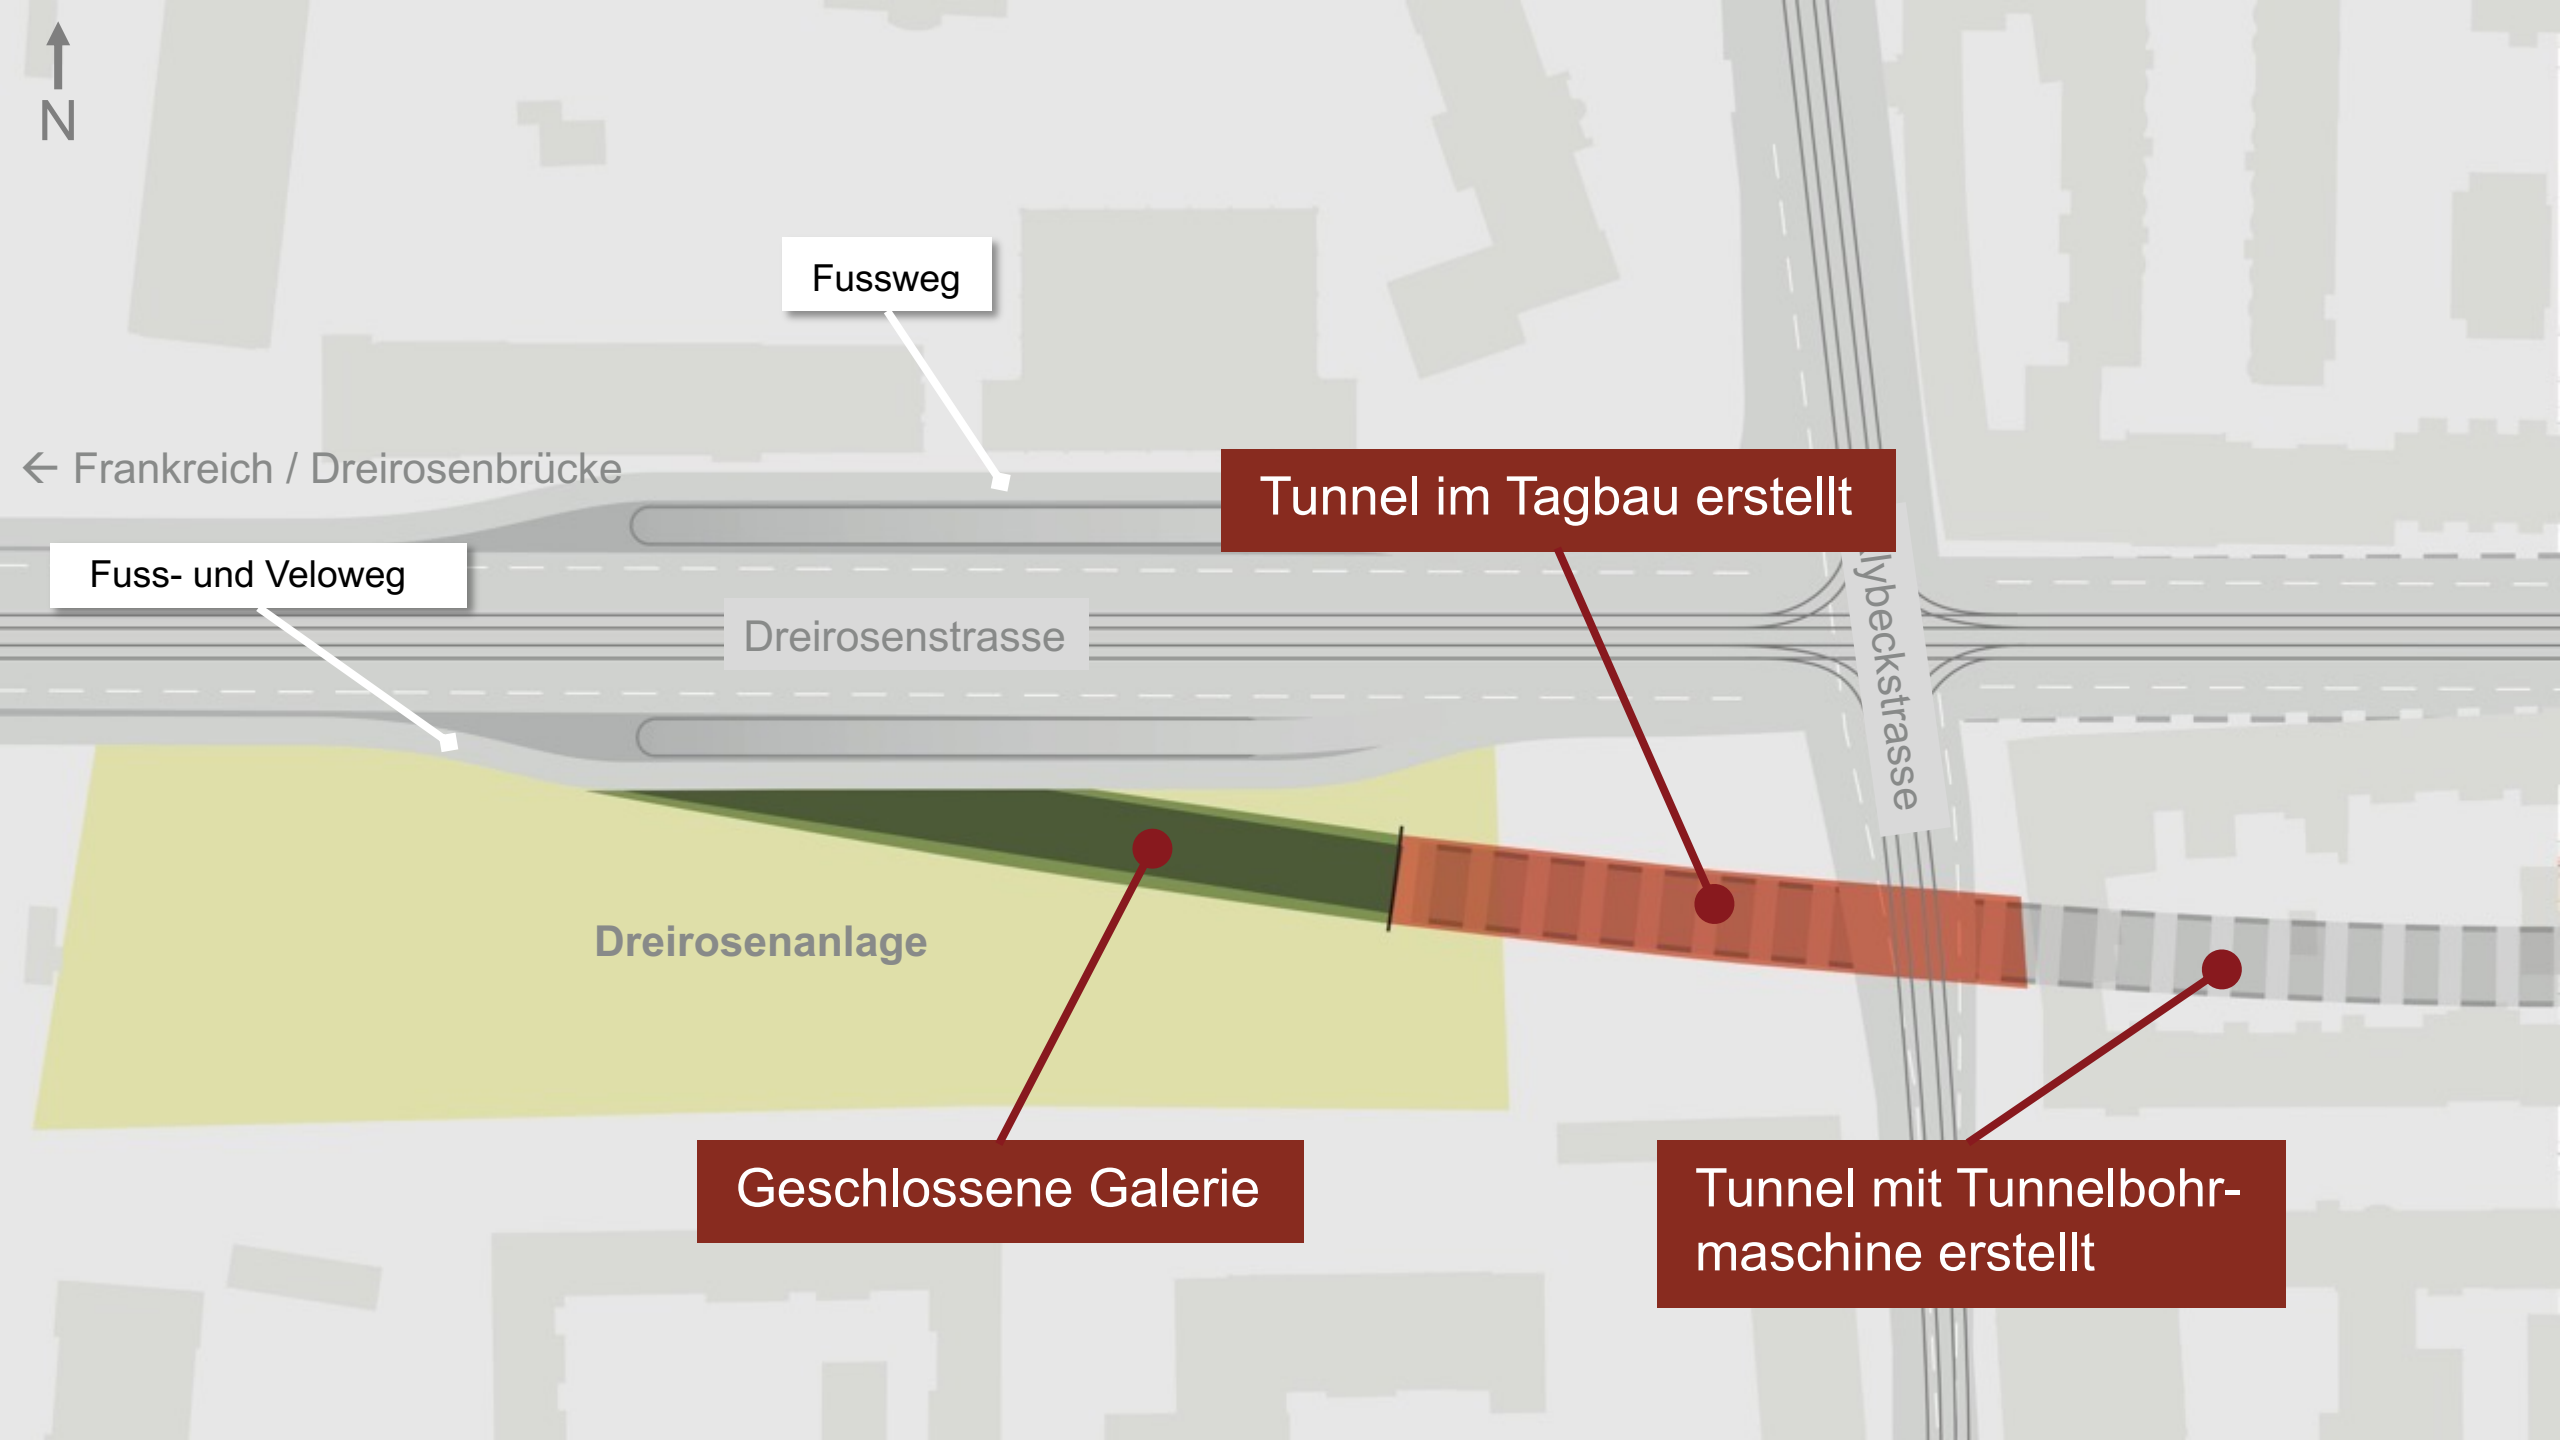 N
Fussweg
← Frankreich / Dreirosenbrücke
Tunnel im Tagbau erstellt
Fuss- und Veloweg
Dreirosenstrasse
lybeckstrasse
Dreirosenanlage
Geschlossene Galerie
Tunnel mit Tunnelbohr-
maschine erstellt